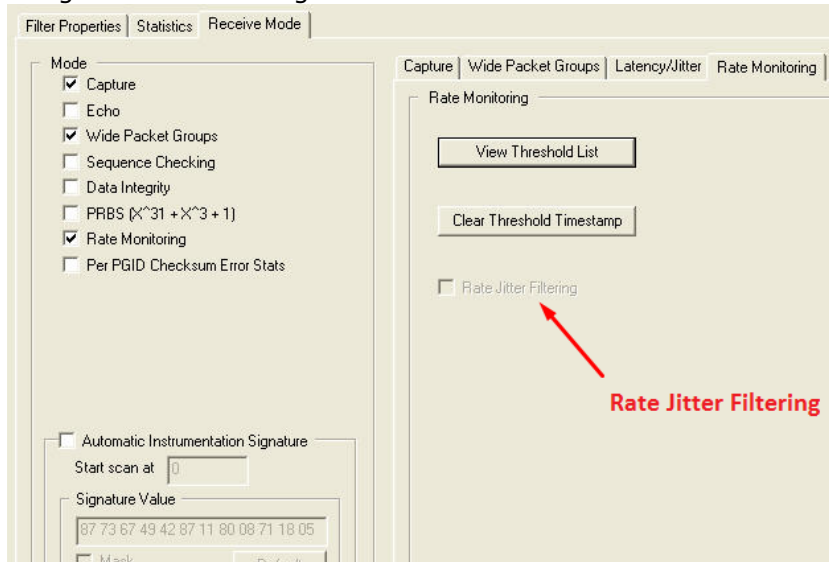 Filter Properties Statistics Receive Mode
Mode
Capture
Echo
Wide Packet Groups
Sequence Checking
Data Integrity
PRBS (X^31 + X^3 + 1)
Rate Monitoring
Per PGID Checksum Error Stats
Automatic Instrumentation Signature
Start scan at 0
Signature Value
87 73 67 49 42 87 11 80 08 71 18 05
Mask
Capture Wide Packet Groups Latency/Jitter Rate Monitoring
Rate Monitoring
View Threshold List
Clear Threshold Timestamp
Rate Jitter Filtering
Rate Jitter Filtering